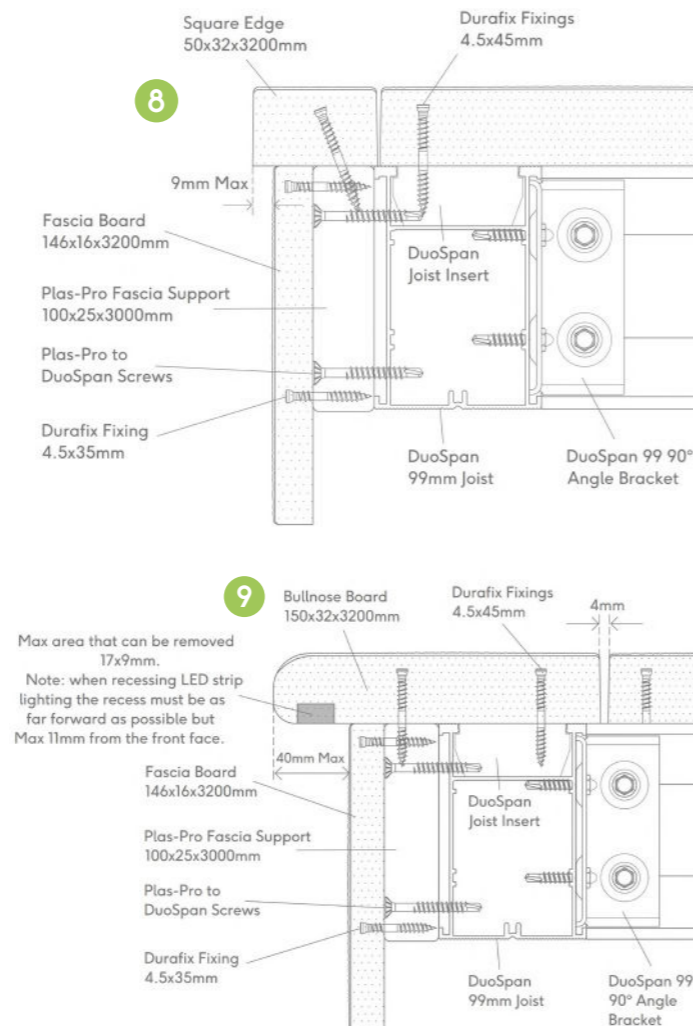 8
Square Edge
50x32x3200mm
Durafix Fixings
4.5x45mm
9mm Max
Fascia Board
146x16x3200mm
Plas-Pro Fascia Support
100x25x3000mm
Plas-Pro to
DuoSpan Screws
Durafix Fixing
4.5x35mm
DuoSpan
Joist Insert
DuoSpan
99mm Joist
DuoSpan 99 90°
Angle Bracket
9
Bullnose Board
150x32x3200mm
Durafix Fixings
4.5x45mm
4mm
Max area that can be removed
17x9mm.
Note: when recessing LED strip
lighting the recess must be as
far forward as possible but
Max 11mm from the front face.
40mm Max
Fascia Board
146x16x3200mm
Plas-Pro Fascia Support
100x25x3000mm
Plas-Pro to
DuoSpan Screws
Durafix Fixing
4.5x35mm
DuoSpan
Joist Insert
DuoSpan
99mm Joist
DuoSpan 99
90° Angle
Bracket